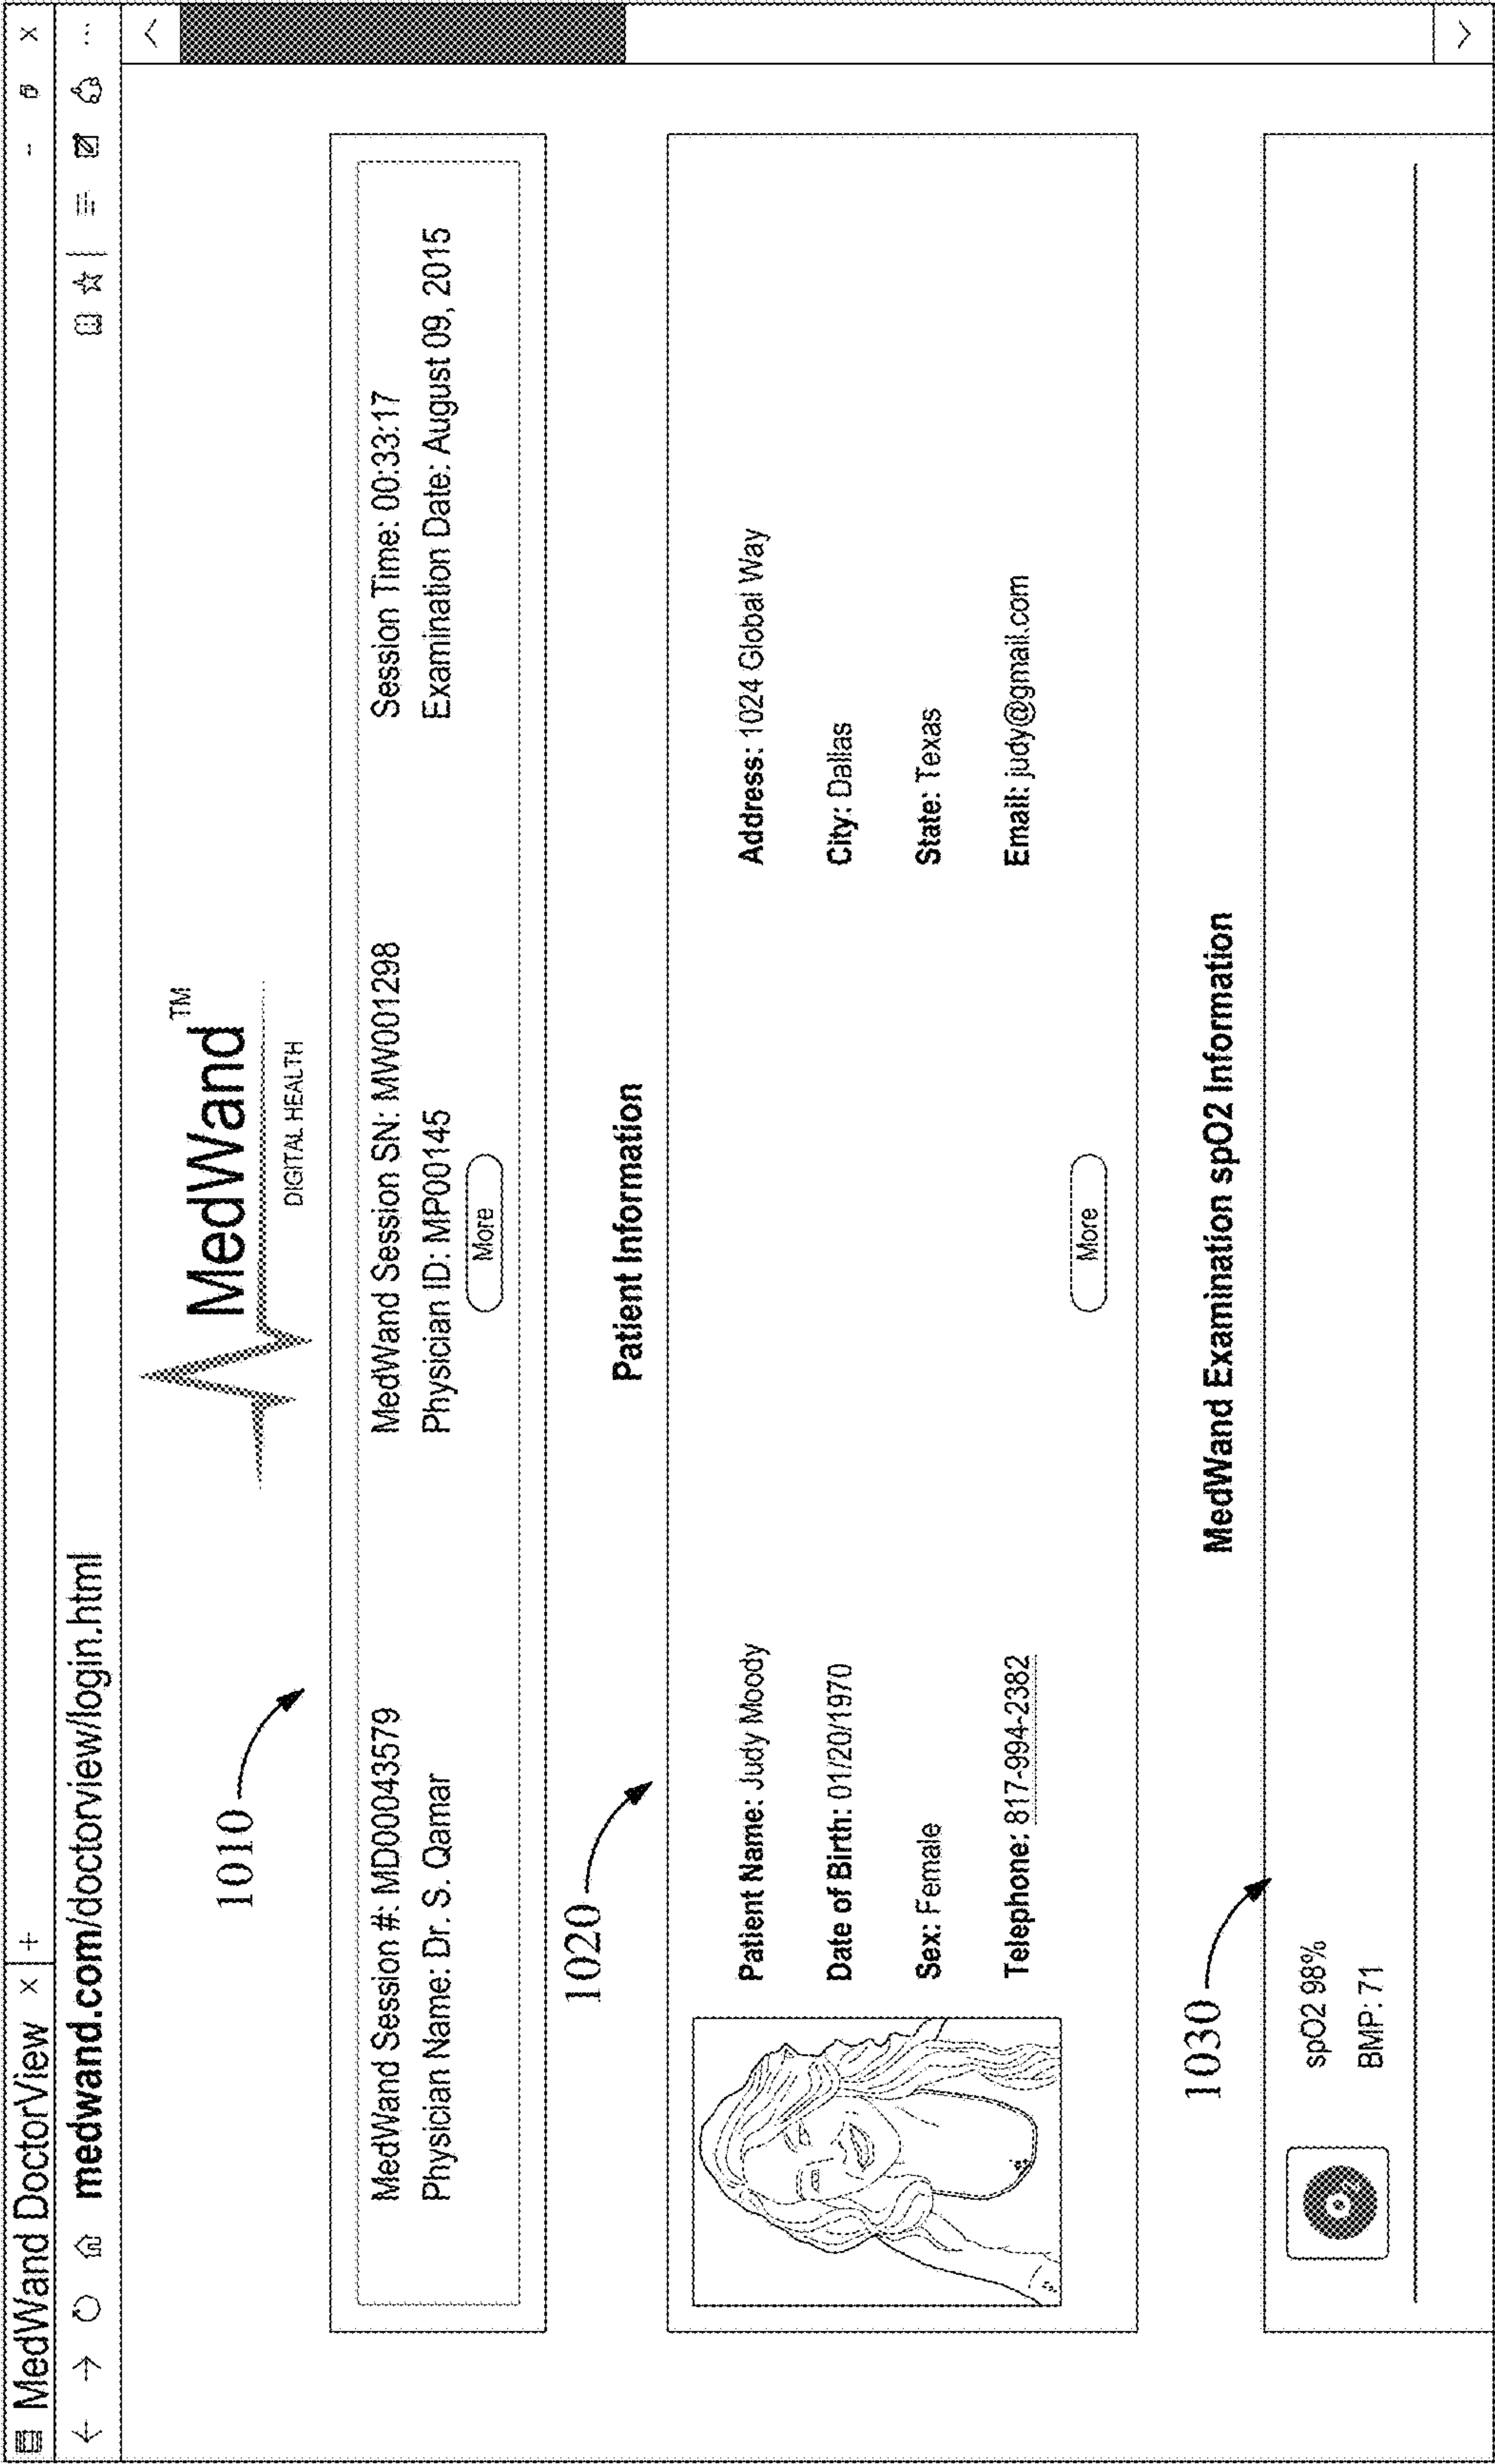 MedWand DoctorView x +
medwand.com/doctorview/login.html
MedWand TM
DIGITAL HEALTH
1010
MedWand Session #: MD00043579
MedWand Session SN: MW001298
Session Time: 00:33:17
Physician Name: Dr. S. Qamar
Physician ID: MP00145
Examination Date: August 09, 2015
More
1020
Patient Information
Patient Name: Judy Moody
Address: 1024 Global Way
Date of Birth: 01/20/1970
City: Dallas
Sex: Female
State: Texas
Telephone: 817-994-2382
Email: judy@gmail.com
More
1030
MedWand Examination spO2 Information
spO2 98%
BMP: 71